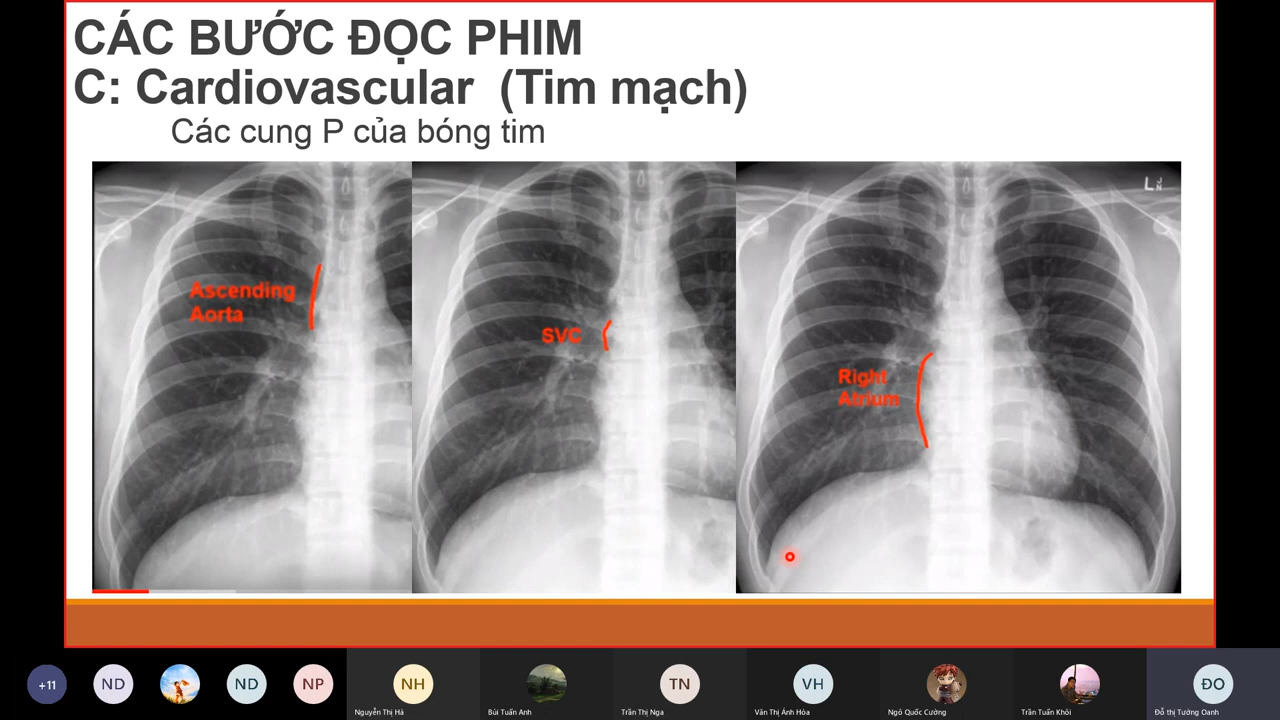 CÁC BƯỚC ĐỌC PHIM
C: Cardiovascular (Tim mạch)
Các cung P của bóng tim
Ascending
Aorta
SVC
Right
Atrium
L
+11
ND
ND
NP
NH
TN
VH
ĐO
Nguyễn Thị Hà
Bùi Tuấn Anh
Trần Thị Nga
Văn Thị Ánh Hòa
Ngô Quốc Cường
Trần Tuấn Khôi
Đỗ thị Tường Oanh